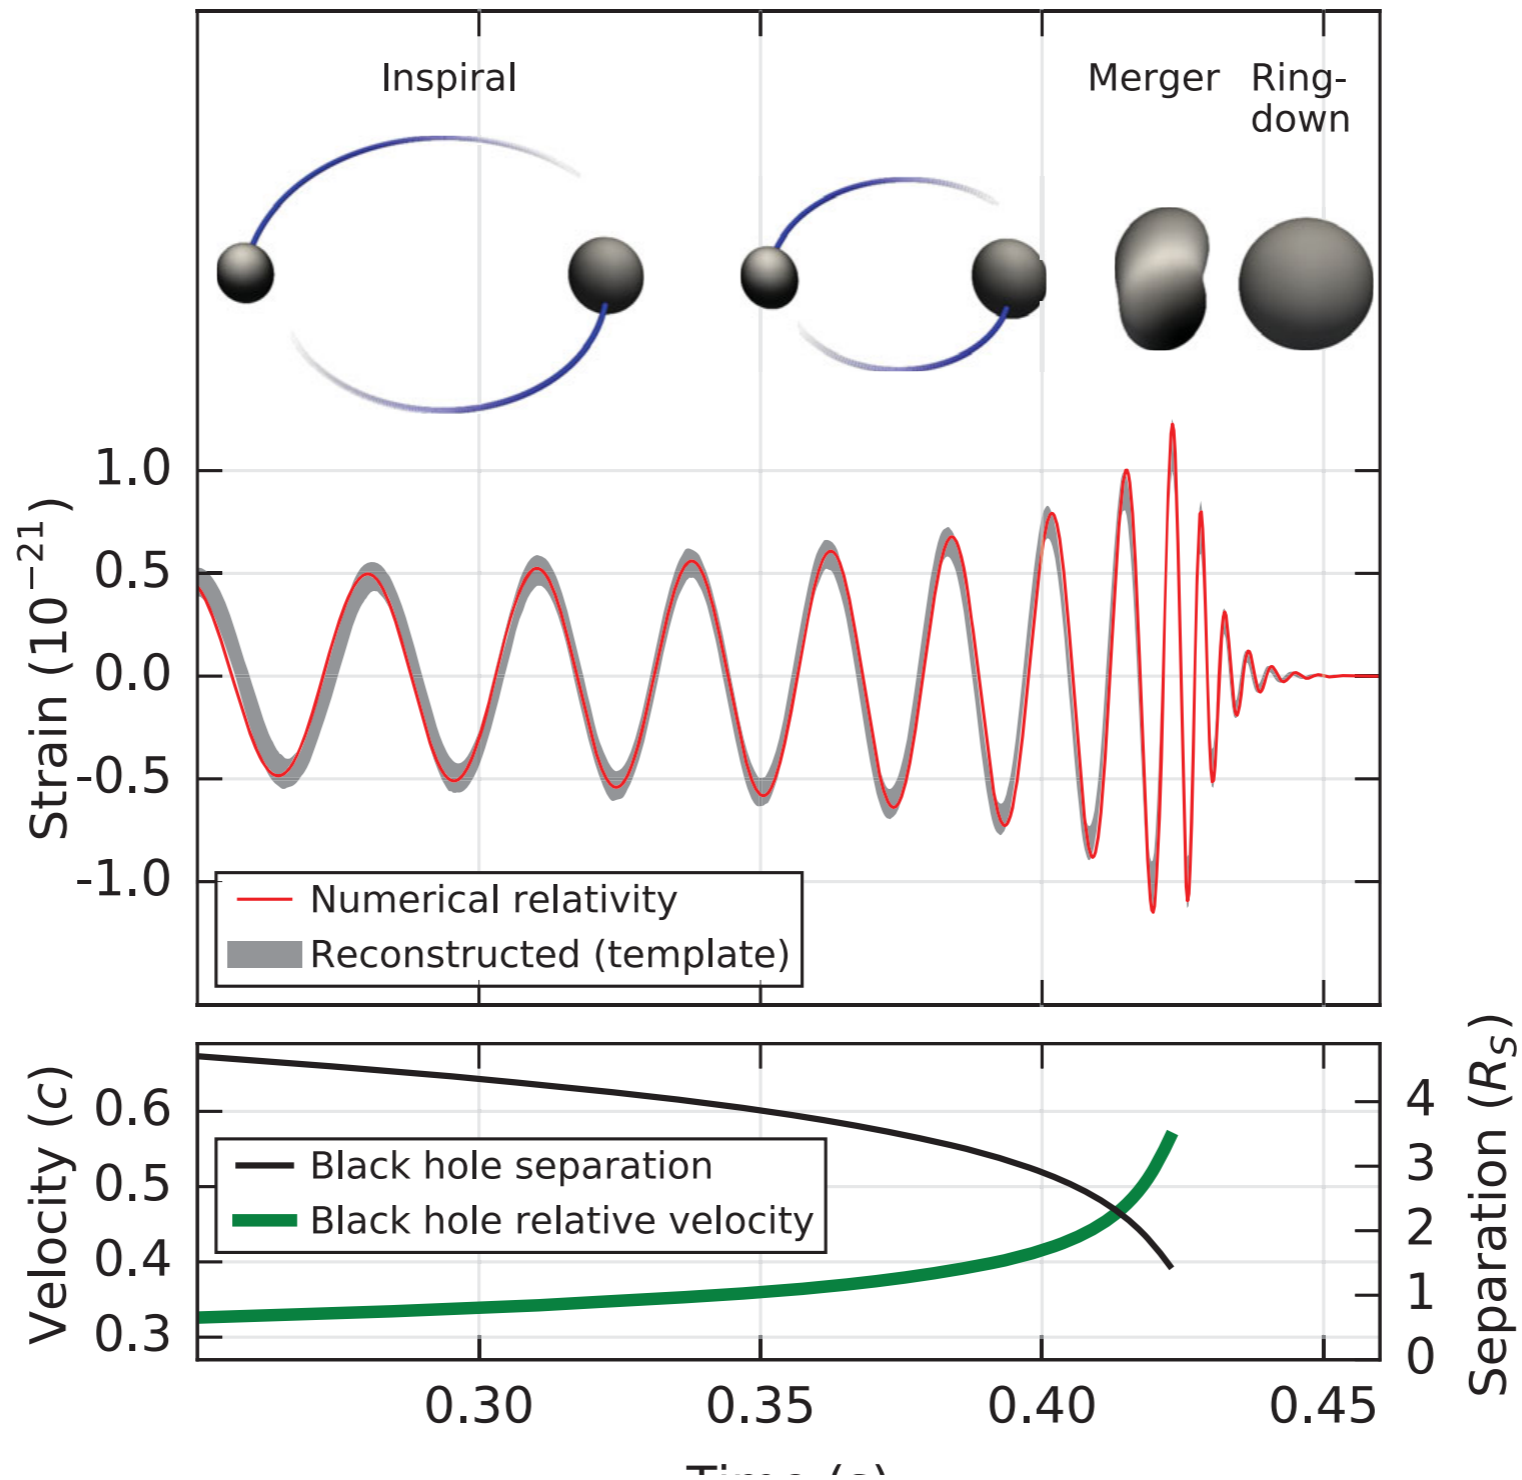 Inspiral
Merger
Ring-
down
Strain (10⁻²¹)
1.0
0.5
0.0
-0.5
-1.0
Numerical relativity
Reconstructed (template)
Velocity (c)
0.6
0.5
0.4
0.3
Black hole separation
Black hole relative velocity
4
3
2
1
0
Separation (R_S)
0.30
0.35
0.40
0.45
Time (s)